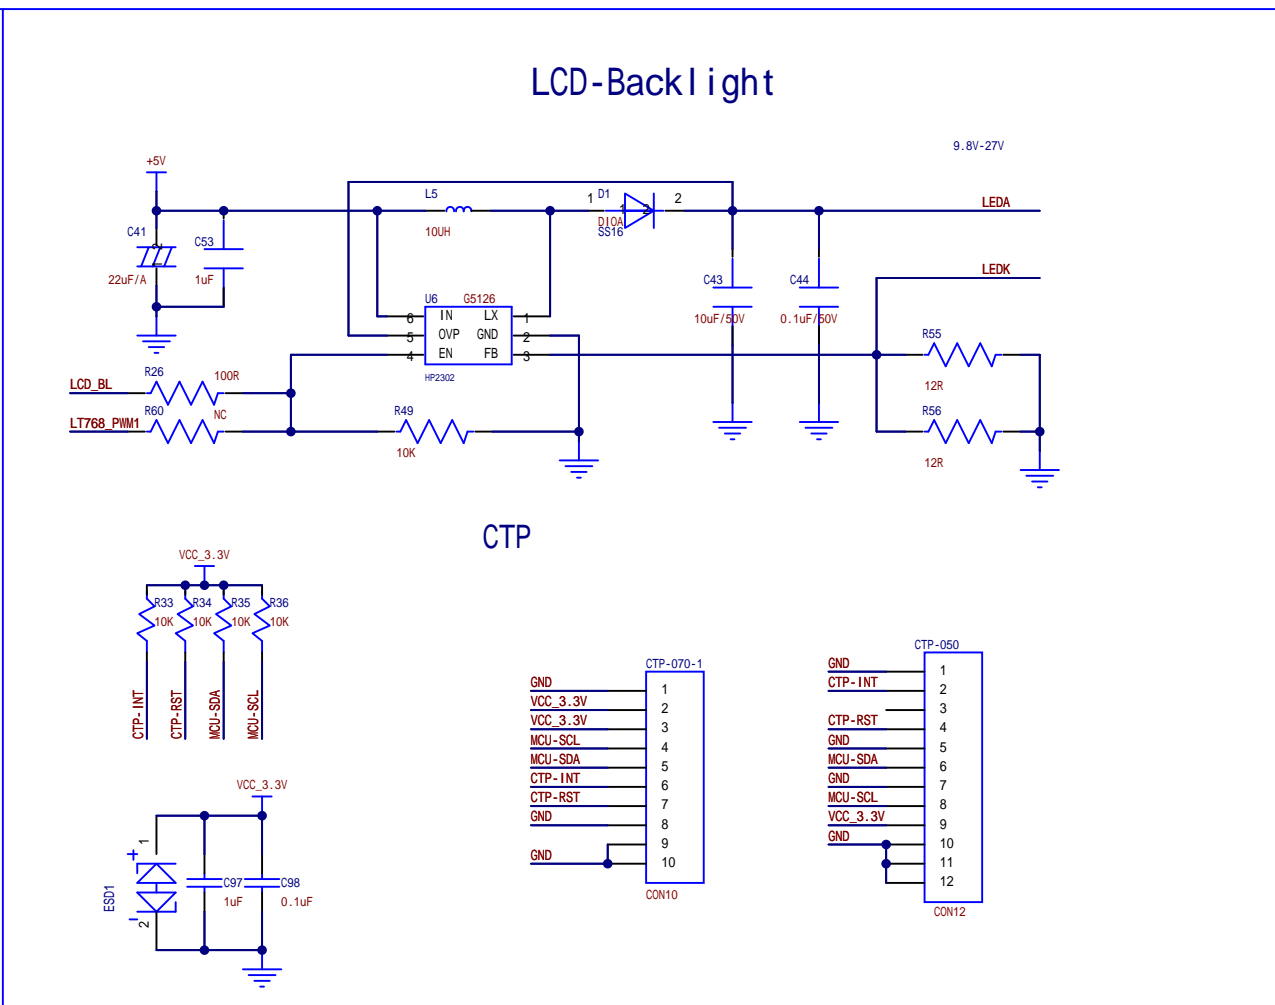 LCD-Backlight
9.8V-27V
+5V
L5
10UH
1
D1
2
DIOA
SS16
LEDA
C41
22uF/A
C53
1uF
LEDK
C43
10uF/50V
C44
0.1uF/50V
U6
G5126
6 IN LX 1
5 OVP GND 2
4 EN FB 3
HP2302
R55
12R
LCD_BL
R26
100R
LT768_PWM1
R60
NC
R49
10K
R56
12R
CTP
VCC_3.3V
R33 R34 R35 R36
10K 10K 10K 10K
CTP-INT
CTP-RST
MCU-SDA
MCU-SCL
CTP-070-1
GND 1
VCC_3.3V 2
VCC_3.3V 3
MCU-SCL 4
MCU-SDA 5
CTP-INT 6
CTP-RST 7
GND 8
9
GND 10
CON10
CTP-050
GND 1
CTP-INT 2
3
CTP-RST 4
GND 5
MCU-SDA 6
GND 7
MCU-SCL 8
VCC_3.3V 9
GND 10
11
12
CON12
VCC_3.3V
1
+
ESD1
-
2
C97
1uF
C98
0.1uF